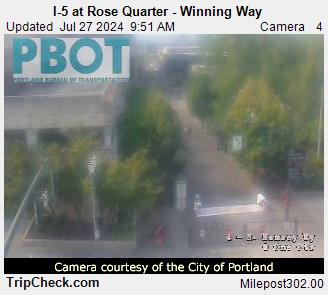 I-5 at Rose Quarter - Winning Way
Updated Jul 27 2024 9:51 AM Camera 4
PBOT
PORTLAND BUREAU OF TRANSPORTATION
Camera courtesy of the City of Portland
TripCheck.com Milepost302.00